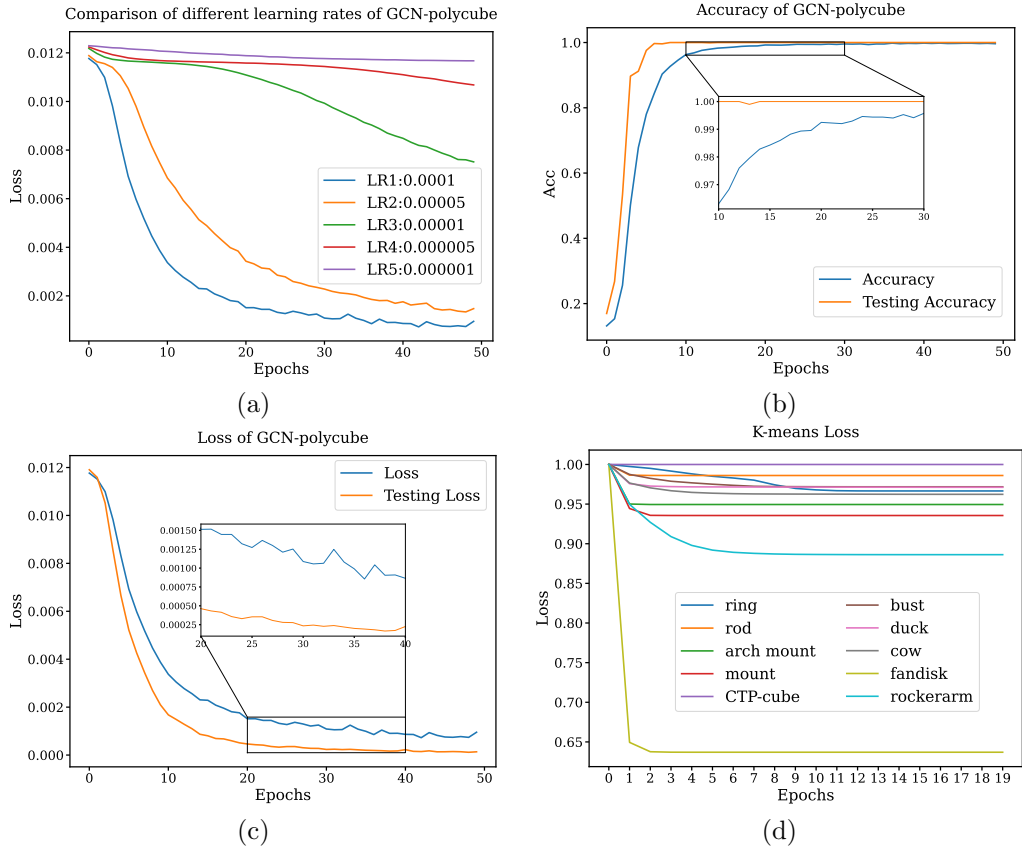 Comparison of different learning rates of GCN-polycube
0.012
0.010
0.008
0.006
0.004
0.002
Loss
LR1:0.0001
LR2:0.00005
LR3:0.00001
LR4:0.000005
LR5:0.000001
0 10 20 30 40 50
Epochs
(a)
Accuracy of GCN-polycube
1.0
0.8
0.6
0.4
0.2
Acc
1.00
0.99
0.98
0.97
10 15 20 25 30
Accuracy
Testing Accuracy
0 10 20 30 40 50
Epochs
(b)
Loss of GCN-polycube
0.012
0.010
0.008
0.006
0.004
0.002
0.000
Loss
Loss
Testing Loss
0.00150
0.00125
0.00100
0.00075
0.00050
0.00025
20 25 30 35 40
0 10 20 30 40 50
Epochs
(c)
K-means Loss
1.00
0.95
0.90
0.85
0.80
0.75
0.70
0.65
Loss
ring
rod
arch mount
mount
CTP-cube
bust
duck
cow
fandisk
rockerarm
0 1 2 3 4 5 6 7 8 9 10 11 12 13 14 15 16 17 18 19
Epochs
(d)